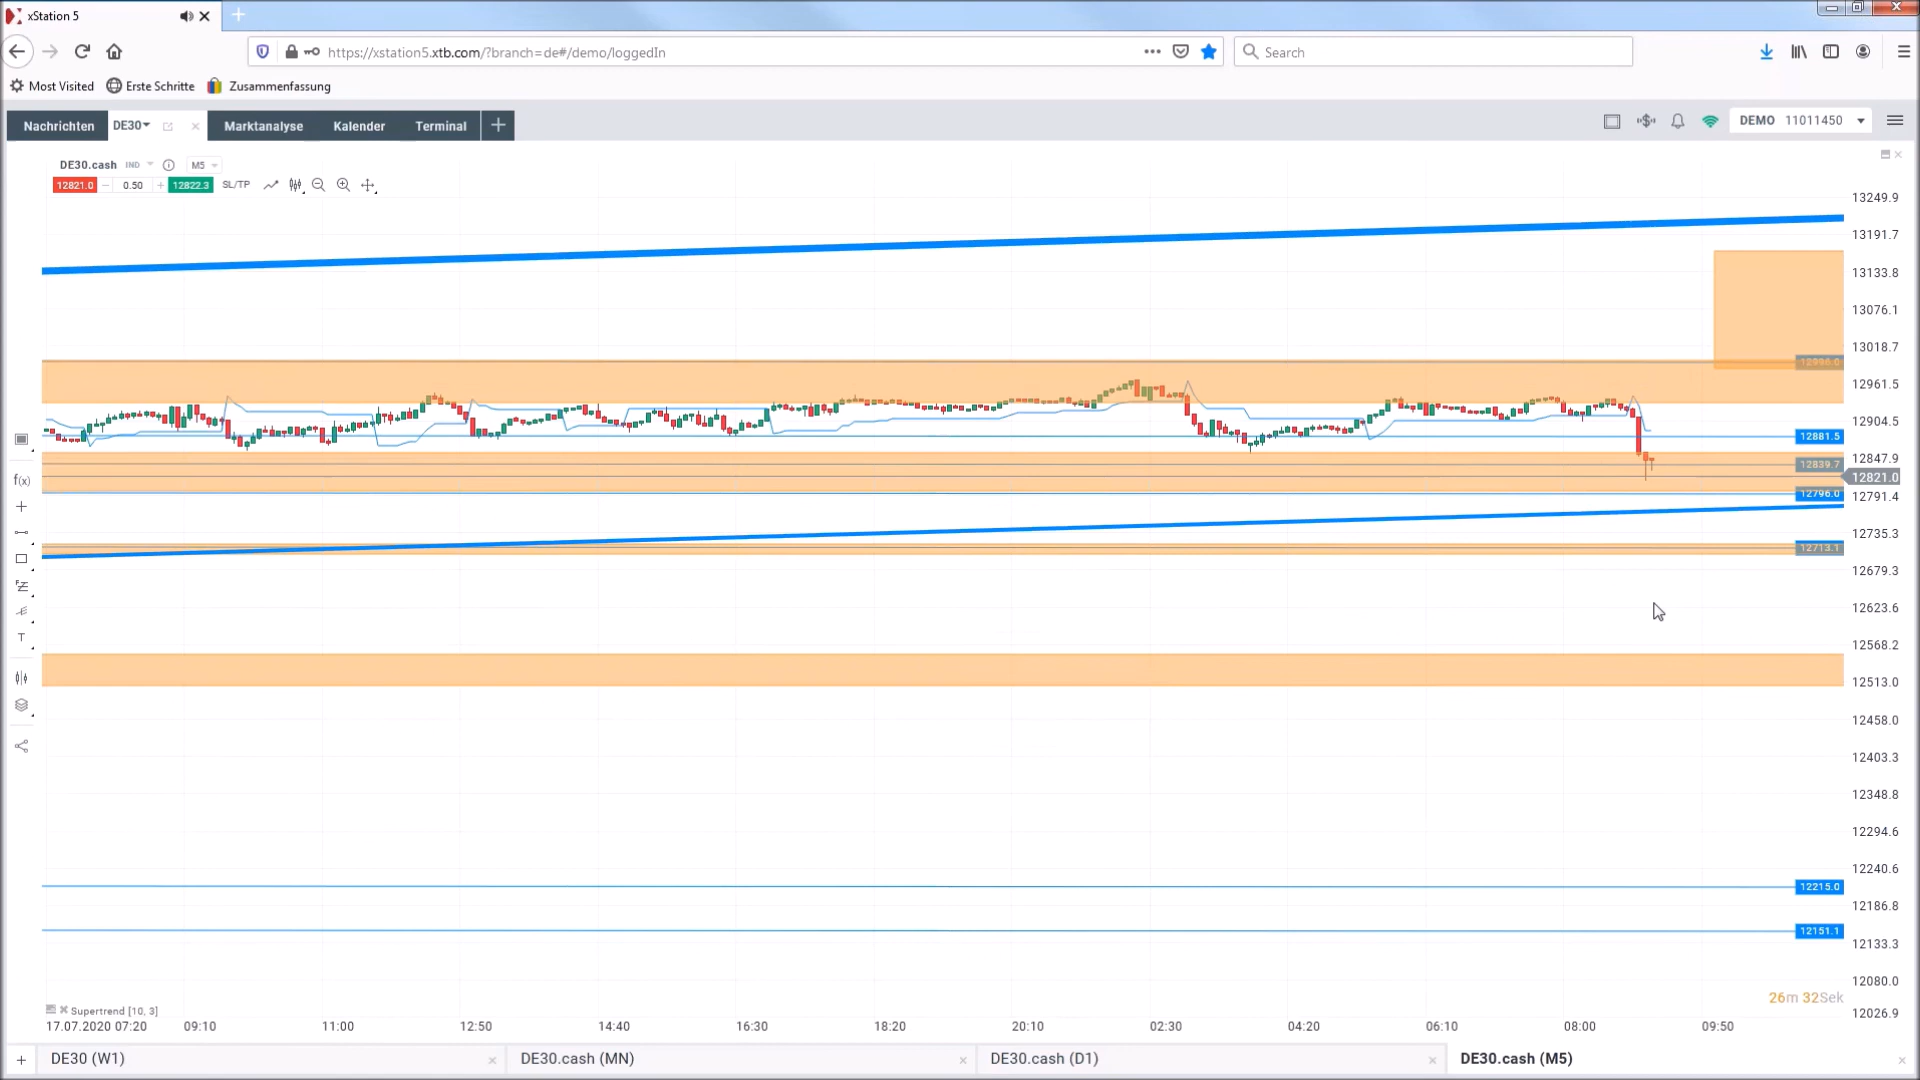 xStation 5
https://xstation5.xtb.com/?branch=de#/demo/loggedIn
Search
Most Visited
Erste Schritte
Zusammenfassung
Nachrichten
DE30
Marktanalyse
Kalender
Terminal
DEMO 11011450
DE30.cash IND M5
12821.0
0.50
12822.3
SL/TP
13249.9
13191.7
13133.8
13076.1
13018.7
12996.0
12961.5
12904.5
12881.5
12847.9
12839.7
12821.0
12796.0
12791.4
12735.3
12713.1
12679.3
12623.6
12568.2
12513.0
12458.0
12403.3
12348.8
12294.6
12240.6
12215.0
12186.8
12151.1
12133.3
12080.0
12026.9
f(x)
T
26m 32Sek
Supertrend [10, 3]
17.07.2020 07:20 09:10 11:00 12:50 14:40 16:30 18:20 20:10 02:30 04:20 06:10 08:00 09:50
DE30 (W1)
DE30.cash (MN)
DE30.cash (D1)
DE30.cash (M5)